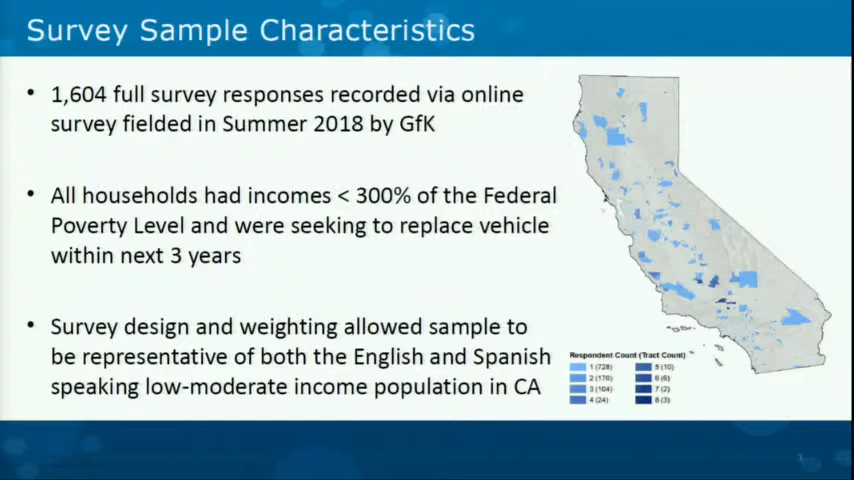 Survey Sample Characteristics
• 1,604 full survey responses recorded via online
survey fielded in Summer 2018 by GfK
• All households had incomes < 300% of the Federal
Poverty Level and were seeking to replace vehicle
within next 3 years
• Survey design and weighting allowed sample to
be representative of both the English and Spanish
speaking low-moderate income population in CA
Respondent Count (Tract Count)
1 (728)
2 (170)
3 (104)
4 (24)
5 (10)
6 (6)
7 (2)
8 (3)
3